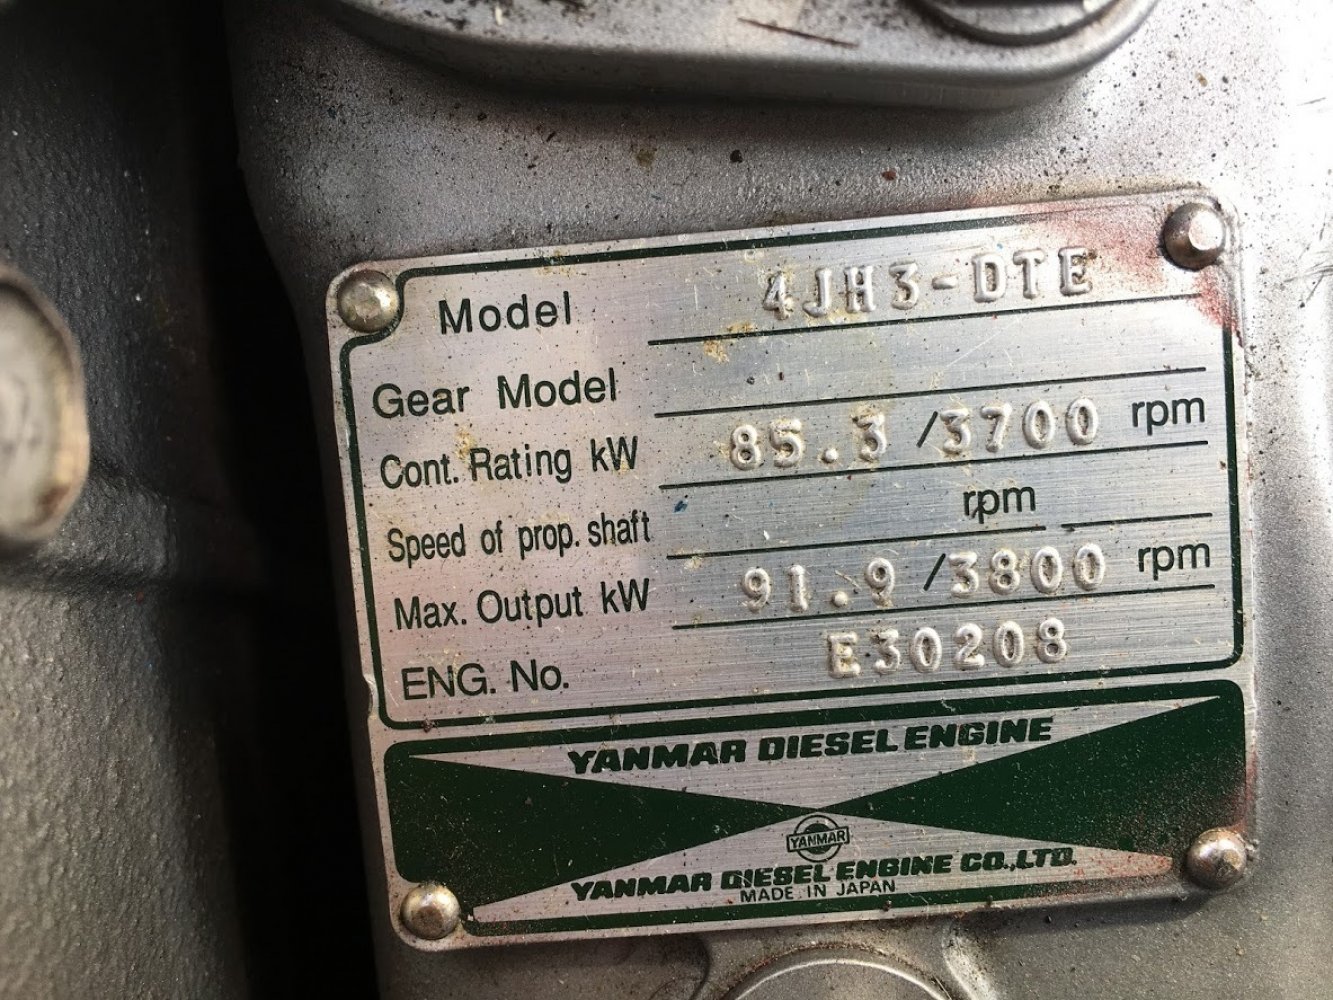 Model 4JH3-DTE
Gear Model
Cont. Rating kW 85.3 /3700 rpm
Speed of prop. shaft rpm
Max. Output kW 91.9 /3800 rpm
ENG. No. E30208
YANMAR DIESEL ENGINE
YANMAR
YANMAR DIESEL ENGINE CO.,LTD.
MADE IN JAPAN